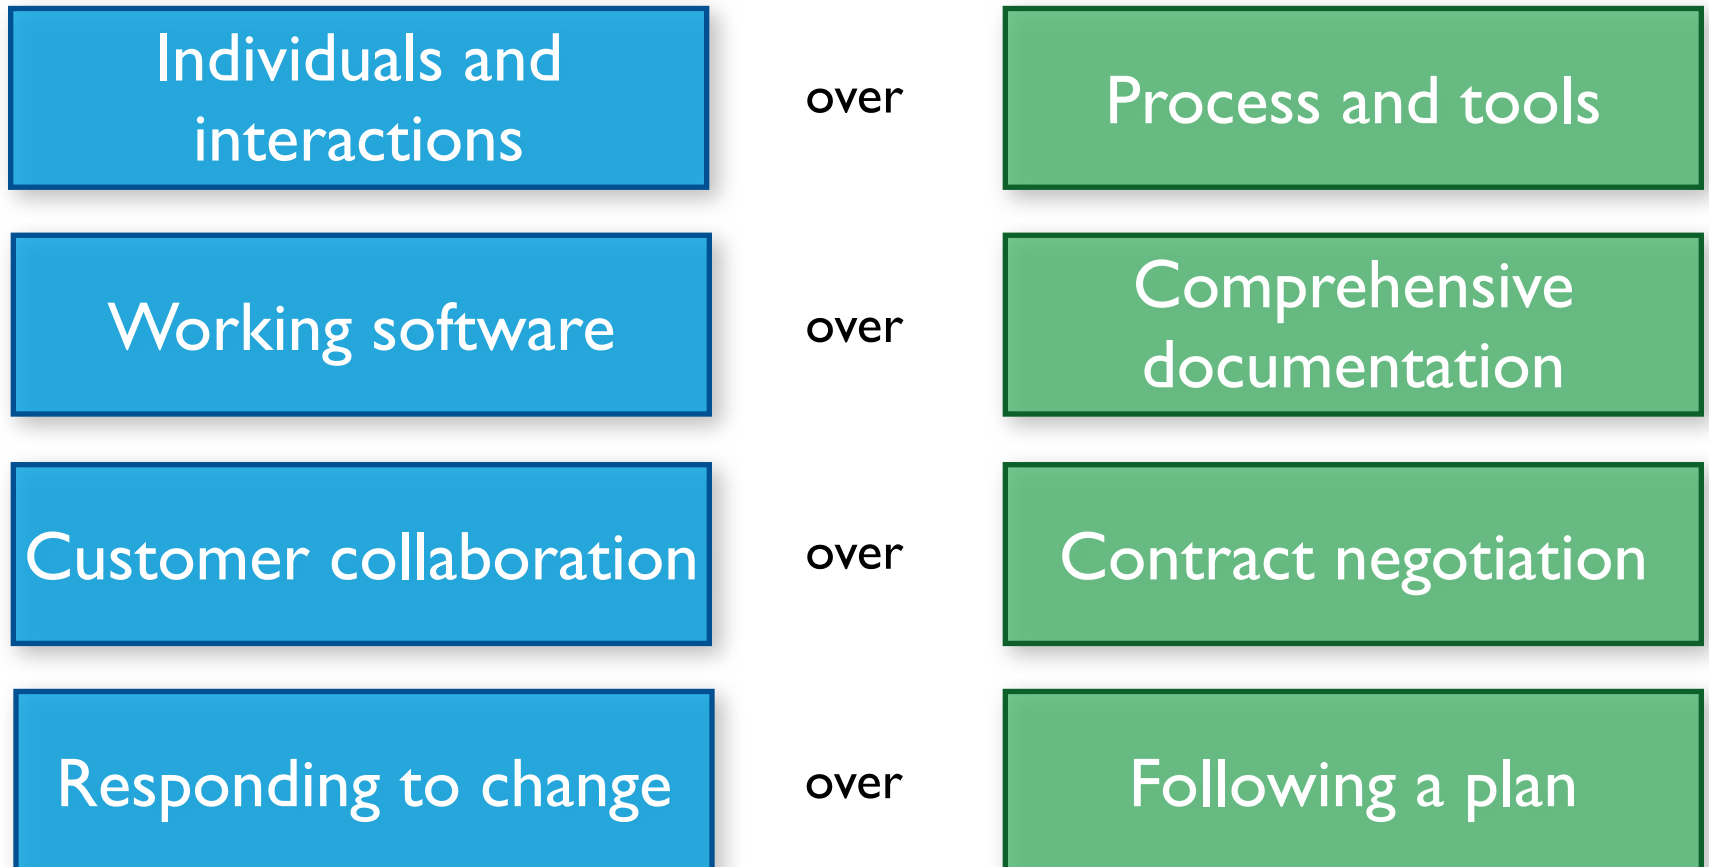 Individuals and
interactions
over
Process and tools
Working software
over
Comprehensive
documentation
Customer collaboration
over
Contract negotiation
Responding to change
over
Following a plan